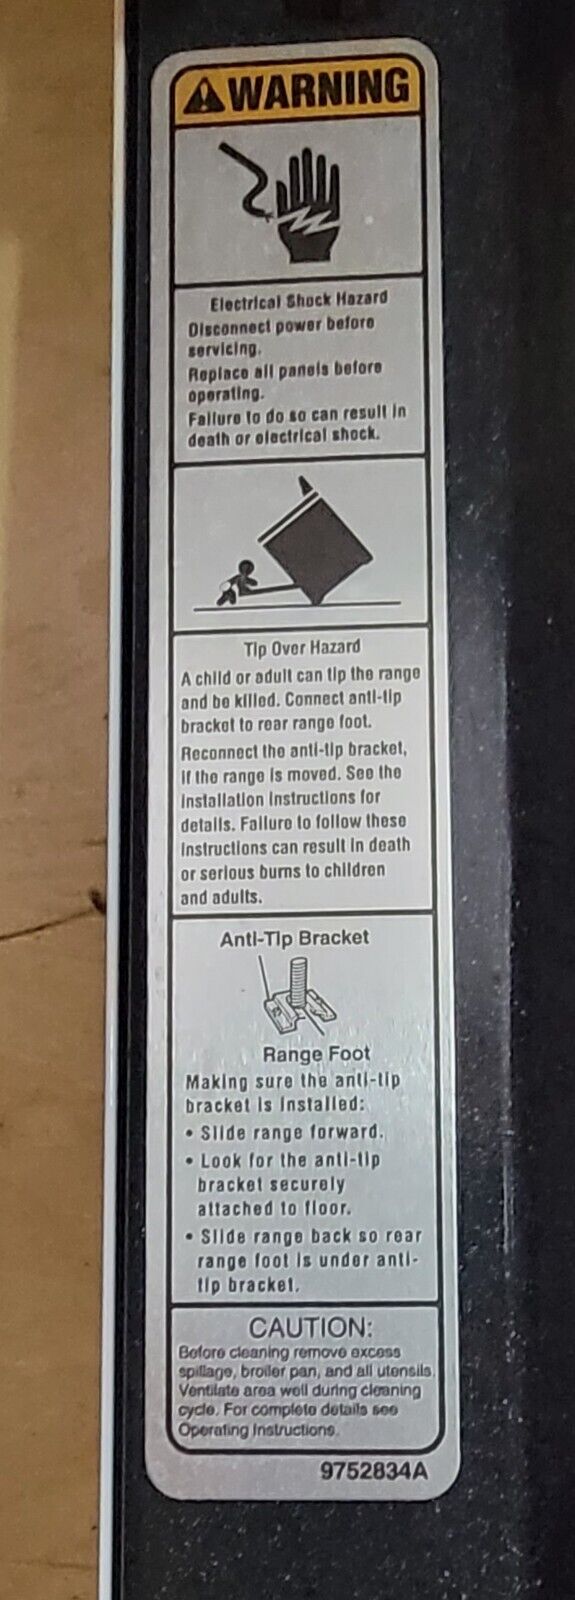 WARNING
Electrical Shock Hazard
Disconnect power before
servicing.
Replace all panels before
operating.
Failure to do so can result in
death or electrical shock.
Tip Over Hazard
A child or adult can tip the range
and be killed. Connect anti-tip
bracket to rear range foot.
Reconnect the anti-tip bracket,
if the range is moved. See the
installation instructions for
details. Failure to follow these
instructions can result in death
or serious burns to children
and adults.
Anti-Tip Bracket
Range Foot
Making sure the anti-tip
bracket is installed:
• Slide range forward.
• Look for the anti-tip
bracket securely
attached to floor.
• Slide range back so rear
range foot is under anti-
tip bracket.
CAUTION:
Before cleaning remove excess
spillage, broiler pan, and all utensils.
Ventilate area well during cleaning
cycle. For complete details see
Operating Instructions.
9752834A